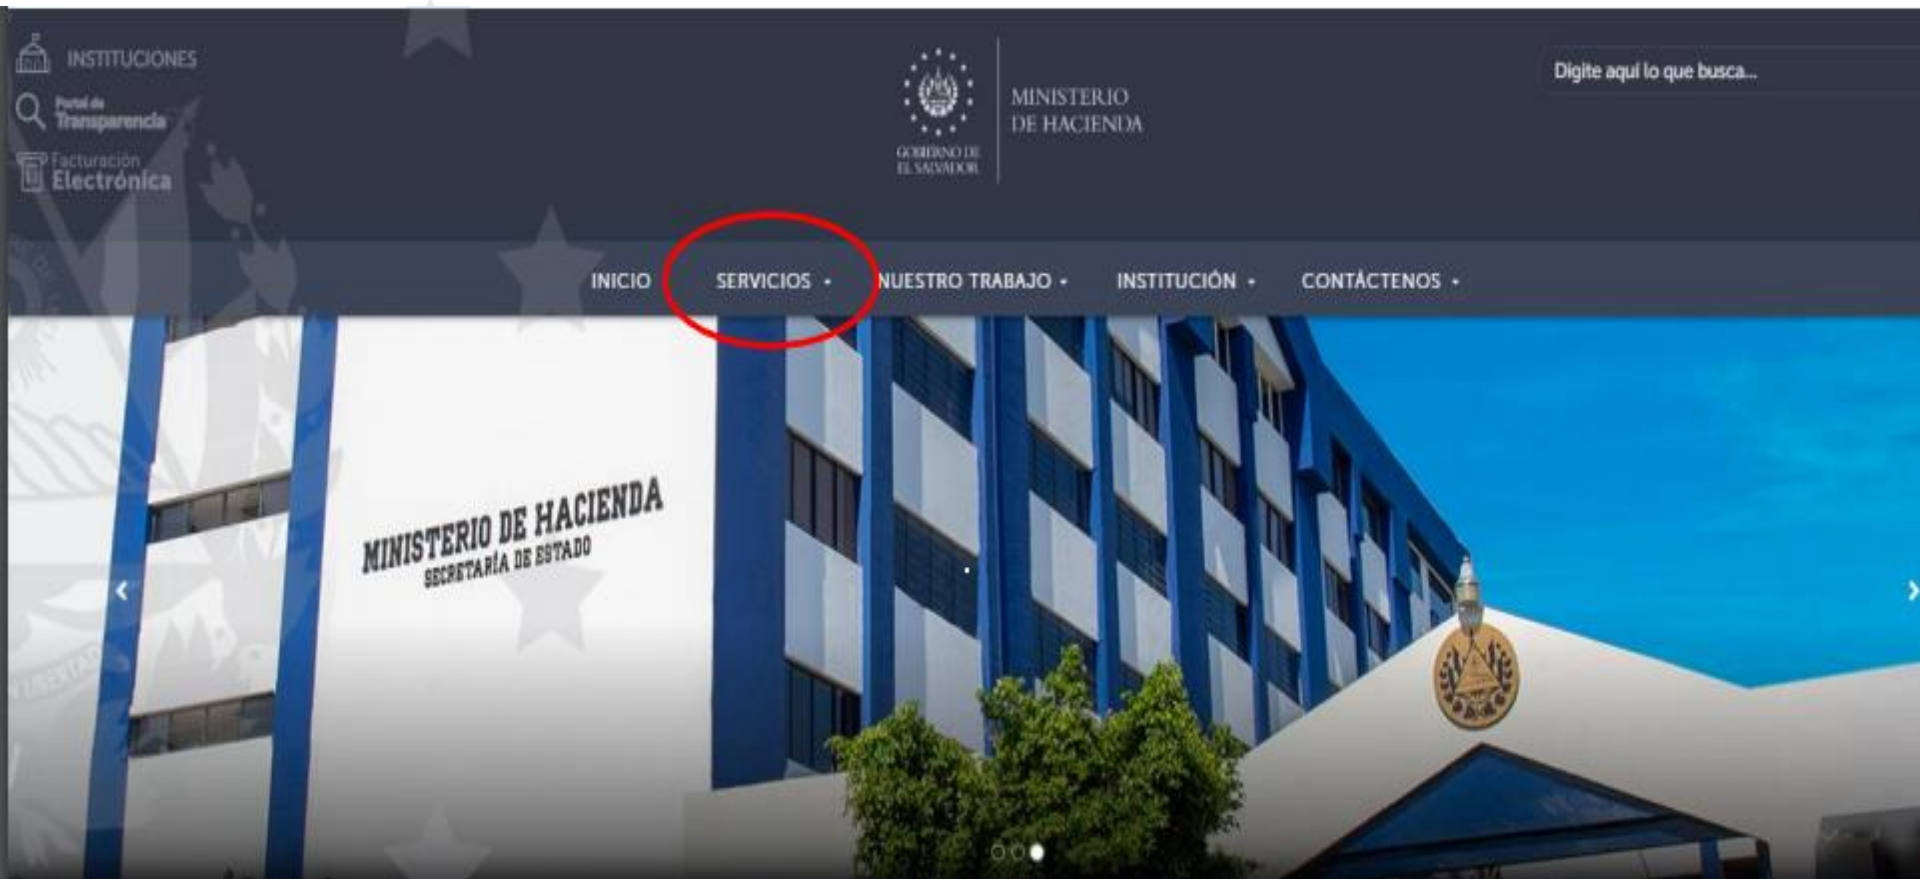 INSTITUCIONES
Portal de
Transparencia
Facturación
Electrónica
GOBIERNO DE
EL SALVADOR
MINISTERIO
DE HACIENDA
Digite aquí lo que busca...
INICIO
SERVICIOS
NUESTRO TRABAJO
INSTITUCIÓN
CONTÁCTENOS
MINISTERIO DE HACIENDA
SECRETARÍA DE ESTADO
LIBERTAD